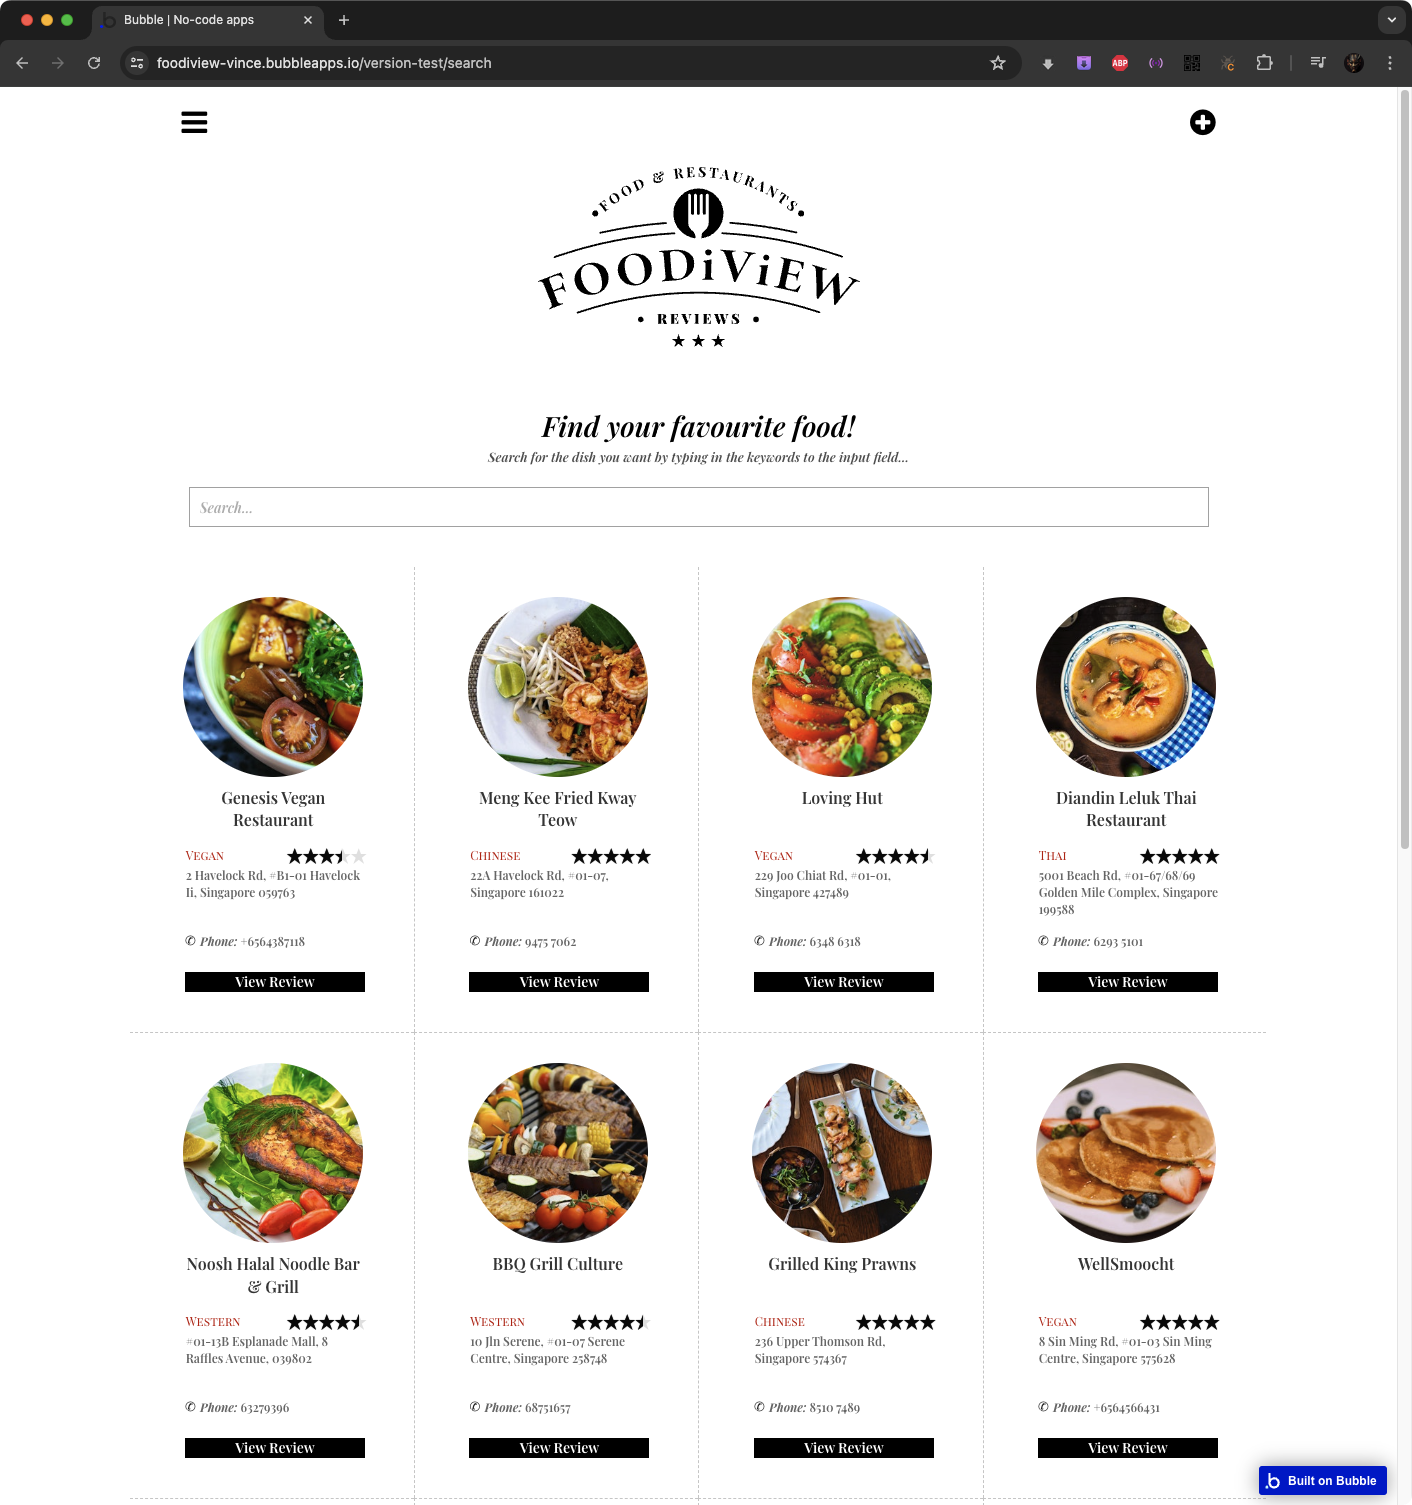 Bubble | No-code apps
foodiview-vince.bubbleapps.io/version-test/search
ABP
FOOD & RESTAURANTS
FOODiViEW
REVIEWS
Find your favourite food!
Search for the dish you want by typing in the keywords to the input field...
Search...
Genesis Vegan
Restaurant
Vegan
2 Havelock Rd, #B1-01 Havelock
Ii, Singapore 059763
✆ Phone: +6564387118
View Review
Meng Kee Fried Kway
Teow
Chinese
22A Havelock Rd, #01-07,
Singapore 161022
✆ Phone: 9475 7062
View Review
Loving Hut
Vegan
229 Joo Chiat Rd, #01-01,
Singapore 427489
✆ Phone: 6348 6318
View Review
Diandin Leluk Thai
Restaurant
Thai
5001 Beach Rd, #01-67/68/69
Golden Mile Complex, Singapore
199588
✆ Phone: 6293 5101
View Review
Noosh Halal Noodle Bar
& Grill
Western
#01-13B Esplanade Mall, 8
Raffles Avenue, 039802
✆ Phone: 63279396
View Review
BBQ Grill Culture
Western
10 Jln Serene, #01-07 Serene
Centre, Singapore 258748
✆ Phone: 68751657
View Review
Grilled King Prawns
Chinese
236 Upper Thomson Rd,
Singapore 574367
✆ Phone: 8510 7489
View Review
WellSmoocht
Vegan
8 Sin Ming Rd, #01-03 Sin Ming
Centre, Singapore 575628
✆ Phone: +6564566431
View Review
Built on Bubble